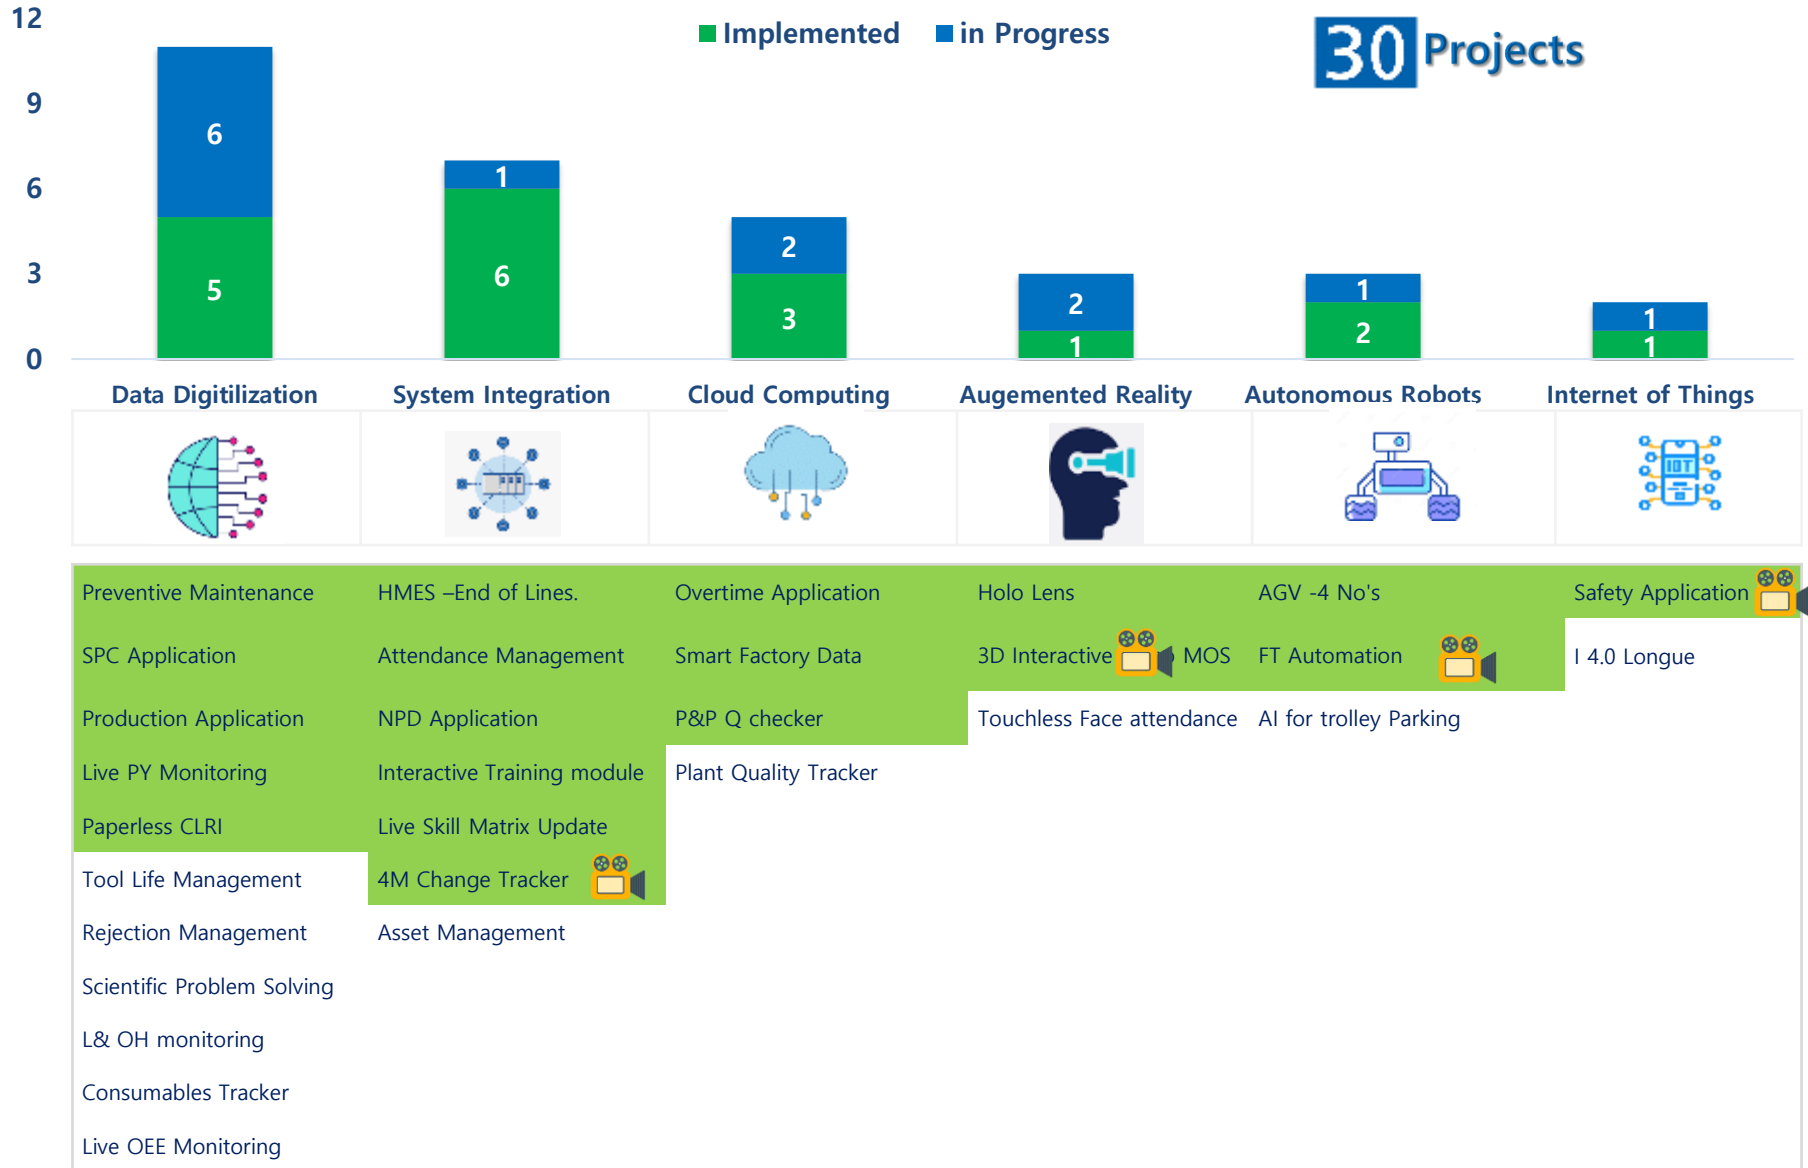 12
9
6
3
0
Implemented in Progress
30 Projects
6
5
1
6
2
3
2
1
1
2
1
1
Data Digitilization System Integration Cloud Computing Augemented Reality Autonomous Robots Internet of Things
IOT
Preventive Maintenance HMES –End of Lines. Overtime Application Holo Lens AGV -4 No's Safety Application
SPC Application Attendance Management Smart Factory Data 3D Interactive MOS FT Automation I 4.0 Longue
Production Application NPD Application P&P Q checker Touchless Face attendance AI for trolley Parking
Live PY Monitoring Interactive Training module Plant Quality Tracker
Paperless CLRI Live Skill Matrix Update
Tool Life Management 4M Change Tracker
Rejection Management Asset Management
Scientific Problem Solving
L& OH monitoring
Consumables Tracker
Live OEE Monitoring